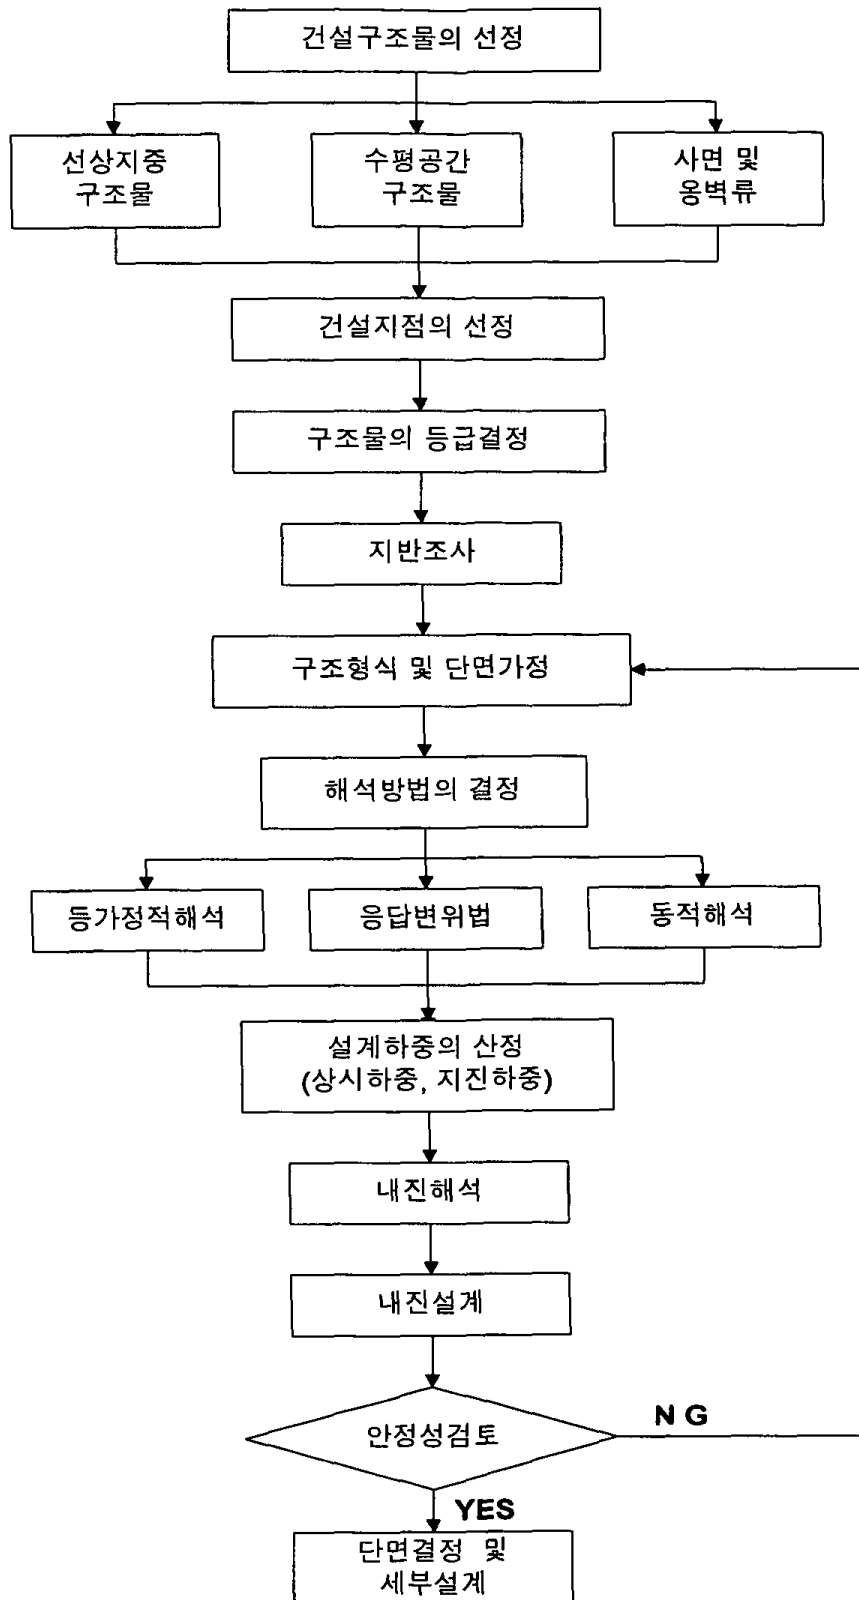 건설구조물의 선정
선상지중
구조물
수평공간
구조물
사면 및
옹벽류
건설지점의 선정
구조물의 등급결정
지반조사
구조형식 및 단면가정
해석방법의 결정
등가정적해석
응답변위법
동적해석
설계하중의 산정
(상시하중, 지진하중)
내진해석
내진설계
안정성검토
N G
YES
단면결정 및
세부설계